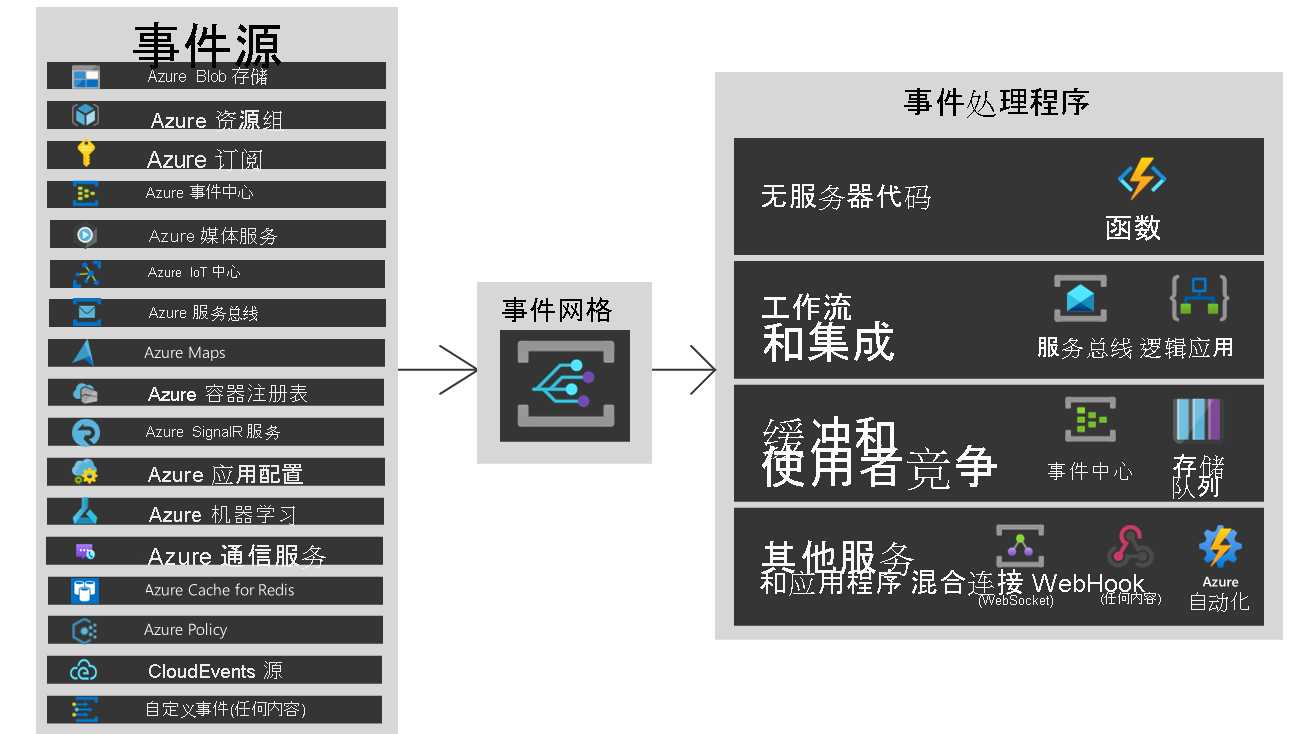 事件源
Azure Blob 存储
Azure 资源组
Azure 订阅
Azure 事件中心
Azure 媒体服务
Azure IoT 中心
Azure 服务总线
Azure Maps
Azure 容器注册表
Azure SignalR 服务
Azure 应用配置
Azure 机器学习
Azure 通信服务
Azure Cache for Redis
Azure Policy
CloudEvents 源
自定义事件(任何内容)
事件网格
事件处理程序
无服务器代码
函数
工作流
和集成
服务总线 逻辑应用
缓冲和
使用者竞争
事件中心
存储
队列
其他服务
和应用程序 混合连接 WebHook
(WebSocket)
(任何内容)
Azure
自动化